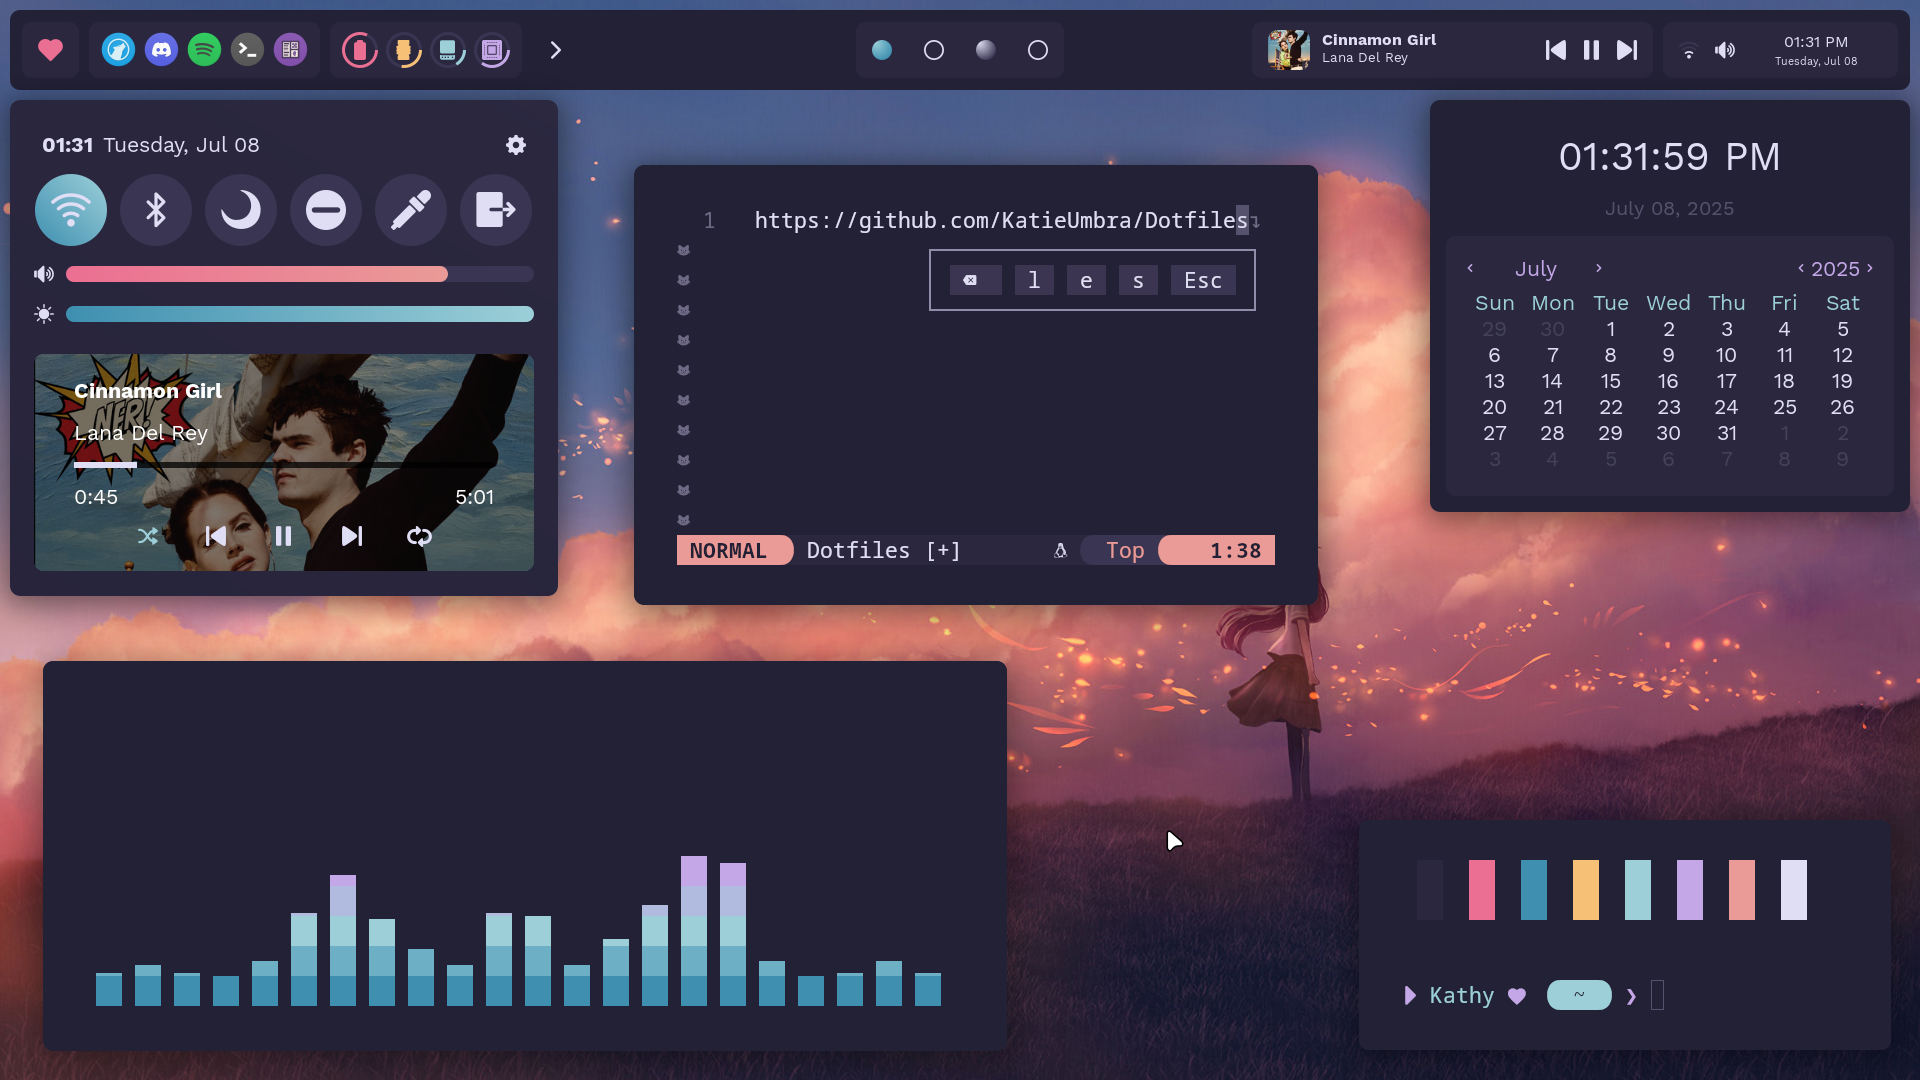 Cinnamon Girl
Lana Del Rey
01:31 PM
Tuesday, Jul 08
01:31 Tuesday, Jul 08
NER!
Cinnamon Girl
Lana Del Rey
0:45 5:01
1 https://github.com/KatieUmbra/Dotfiles
l e s Esc
NORMAL Dotfiles [+] Top 1:38
01:31:59 PM
July 08, 2025
‹ July › ‹ 2025 ›
Sun Mon Tue Wed Thu Fri Sat
29 30 1 2 3 4 5
6 7 8 9 10 11 12
13 14 15 16 17 18 19
20 21 22 23 24 25 26
27 28 29 30 31 1 2
3 4 5 6 7 8 9
Kathy ~ ❯